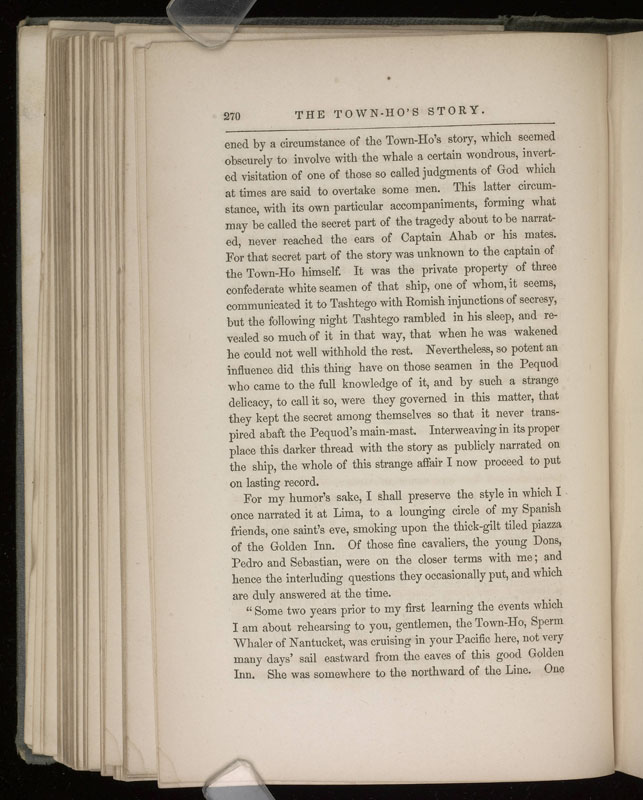 270 THE TOWN-HO'S STORY.
ened by a circumstance of the Town-Ho's story, which seemed
obscurely to involve with the whale a certain wondrous, invert-
ed visitation of one of those so called judgments of God which
at times are said to overtake some men. This latter circum-
stance, with its own particular accompaniments, forming what
may be called the secret part of the tragedy about to be narrat-
ed, never reached the ears of Captain Ahab or his mates.
For that secret part of the story was unknown to the captain of
the Town-Ho himself. It was the private property of three
confederate white seamen of that ship, one of whom, it seems,
communicated it to Tashtego with Romish injunctions of secresy,
but the following night Tashtego rambled in his sleep, and re-
vealed so much of it in that way, that when he was wakened
he could not well withhold the rest. Nevertheless, so potent an
influence did this thing have on those seamen in the Pequod
who came to the full knowledge of it, and by such a strange
delicacy, to call it so, were they governed in this matter, that
they kept the secret among themselves so that it never trans-
pired abaft the Pequod's main-mast. Interweaving in its proper
place this darker thread with the story as publicly narrated on
the ship, the whole of this strange affair I now proceed to put
on lasting record.
For my humor's sake, I shall preserve the style in which I
once narrated it at Lima, to a lounging circle of my Spanish
friends, one saint's eve, smoking upon the thick-gilt tiled piazza
of the Golden Inn. Of those fine cavaliers, the young Dons,
Pedro and Sebastian, were on the closer terms with me; and
hence the interluding questions they occasionally put, and which
are duly answered at the time.
"Some two years prior to my first learning the events which
I am about rehearsing to you, gentlemen, the Town-Ho, Sperm
Whaler of Nantucket, was cruising in your Pacific here, not very
many days' sail eastward from the eaves of this good Golden
Inn. She was somewhere to the northward of the Line. One